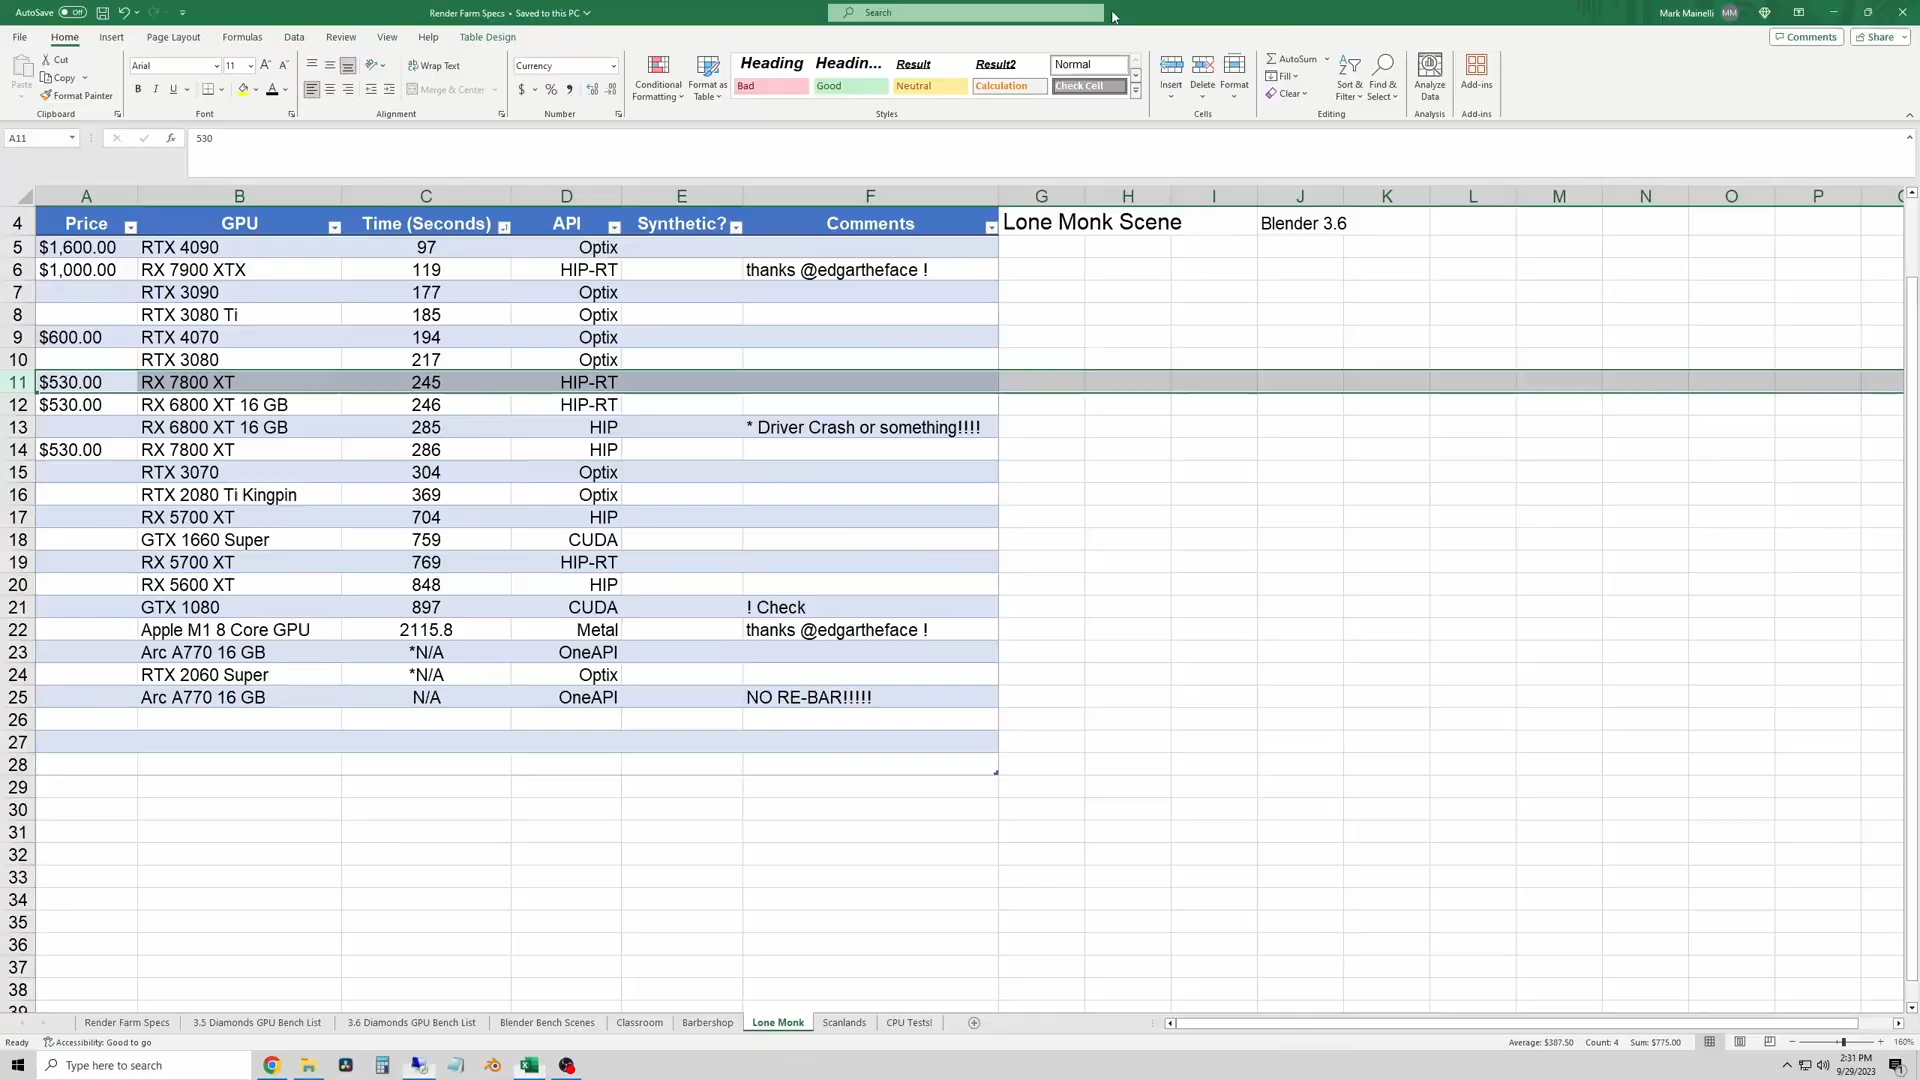 AutoSave Off Render Farm Specs • Saved to this PC Search Mark Mainelli MM
File Home Insert Page Layout Formulas Data Review View Help Table Design Comments Share
Paste Cut Copy Format Painter Clipboard
Arial 11 B I U Font
Wrap Text Merge & Center Alignment
Currency $ % Number
Conditional Formatting Format as Table
Heading Headin... Result Result2 Normal
Bad Good Neutral Calculation Check Cell
Styles
Insert Delete Format Cells
AutoSum Fill Clear Sort & Filter Find & Select Editing
Analyze Data Analysis
Add-ins Add-ins
A11 fx 530
A B C D E F G H I J K L M N O P
4 Price GPU Time (Seconds) API Synthetic? Comments Lone Monk Scene Blender 3.6
5 $1,600.00 RTX 4090 97 Optix
6 $1,000.00 RX 7900 XTX 119 HIP-RT thanks @edgartheface !
7 RTX 3090 177 Optix
8 RTX 3080 Ti 185 Optix
9 $600.00 RTX 4070 194 Optix
10 RTX 3080 217 Optix
11 $530.00 RX 7800 XT 245 HIP-RT
12 $530.00 RX 6800 XT 16 GB 246 HIP-RT
13 RX 6800 XT 16 GB 285 HIP * Driver Crash or something!!!!
14 $530.00 RX 7800 XT 286 HIP
15 RTX 3070 304 Optix
16 RTX 2080 Ti Kingpin 369 Optix
17 RX 5700 XT 704 HIP
18 GTX 1660 Super 759 CUDA
19 RX 5700 XT 769 HIP-RT
20 RX 5600 XT 848 HIP
21 GTX 1080 897 CUDA ! Check
22 Apple M1 8 Core GPU 2115.8 Metal thanks @edgartheface !
23 Arc A770 16 GB *N/A OneAPI
24 RTX 2060 Super *N/A Optix
25 Arc A770 16 GB N/A OneAPI NO RE-BAR!!!!!
26
27
28
29
30
31
32
33
34
35
36
37
38
39
Render Farm Specs 3.5 Diamonds GPU Bench List 3.6 Diamonds GPU Bench List Blender Bench Scenes Classroom Barbershop Lone Monk Scanlands CPU Tests!
Ready Accessibility: Good to go Average: $387.50 Count: 4 Sum: $775.00 160%
Type here to search 2:31 PM
9/29/2023